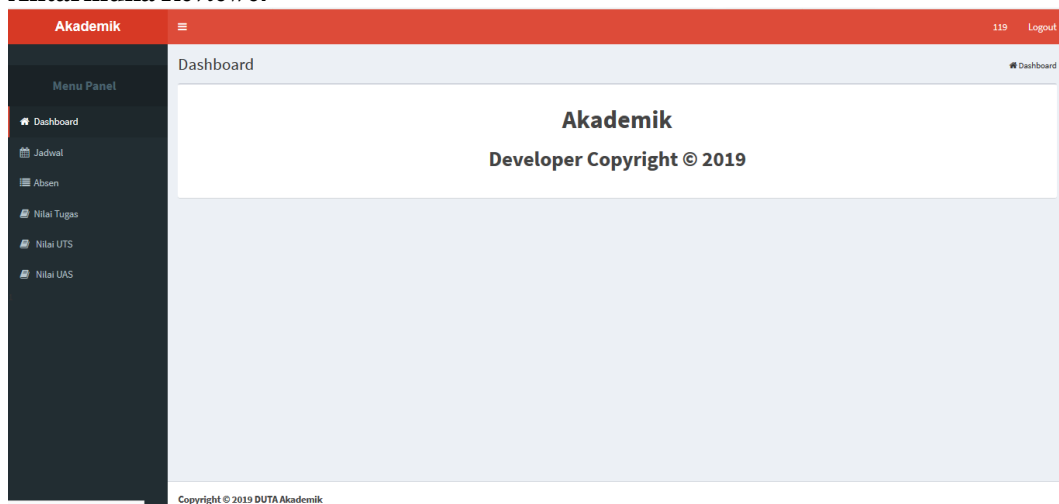 Akademik
119 Logout
Menu Panel
Dashboard
Jadwal
Absen
Nilai Tugas
Nilai UTS
Nilai UAS
Dashboard
Dashboard
Akademik
Developer Copyright © 2019
Copyright © 2019 DUTA Akademik